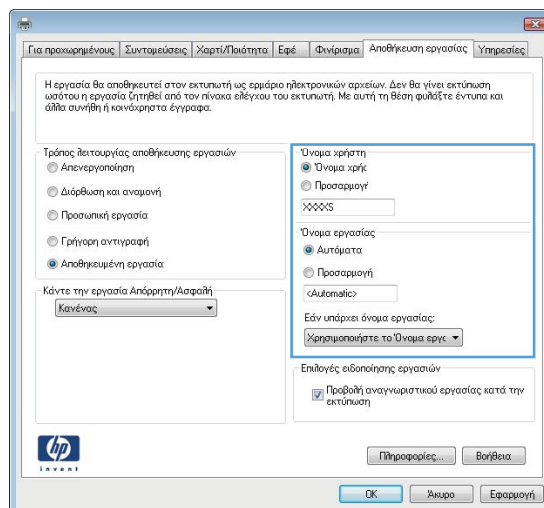 Για προχωρημένους Συντομεύσεις Χαρτί/Ποιότητα Εφέ Φινίρισμα Αποθήκευση εργασίας Υπηρεσίες
Η εργασία θα αποθηκευτεί στον εκτυπωτή ως ερμάριο ηλεκτρονικών αρχείων. Δεν θα γίνει εκτύπωση
ωσότου η εργασία ζητηθεί από τον πίνακα ελέγχου του εκτυπωτή. Με αυτή τη θέση φυλάξτε έντυπα και
άλλα συνήθη ή κοινόχρηστα έγγραφα.
Τρόπος λειτουργίας αποθήκευσης εργασιών
Απενεργοποίηση
Διόρθωση και αναμονή
Προσωπική εργασία
Γρήγορη αντιγραφή
Αποθηκευμένη εργασία
Κάντε την εργασία Απόρρητη/Ασφαλή
Κανένας
Όνομα χρήστη
Όνομα χρής
Προσαρμογή
XXXXS
Όνομα εργασίας
Αυτόματα
Προσαρμογή
<Automatic>
Εάν υπάρχει όνομα εργασίας:
Χρησιμοποιήστε το Όνομα εργα
Επιλογές ειδοποίησης εργασιών
Προβολή αναγνωριστικού εργασίας κατά την
εκτύπωση
hp
invent
Πληροφορίες... Βοήθεια
OK Άκυρο Εφαρμογή